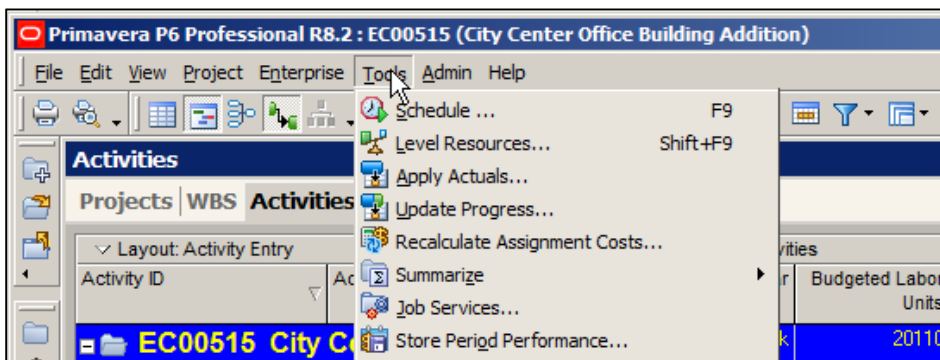 Primavera P6 Professional R8.2 : EC00515 (City Center Office Building Addition)
File Edit View Project Enterprise Tools Admin Help
Schedule ... F9
Level Resources... Shift+F9
Activities
Apply Actuals...
Projects WBS Activities
Update Progress...
Layout: Activity Entry
Recalculate Assignment Costs...
Activity ID
Summarize
Budgeted Labor
Units
Job Services...
EC00515 City
Store Period Performance...